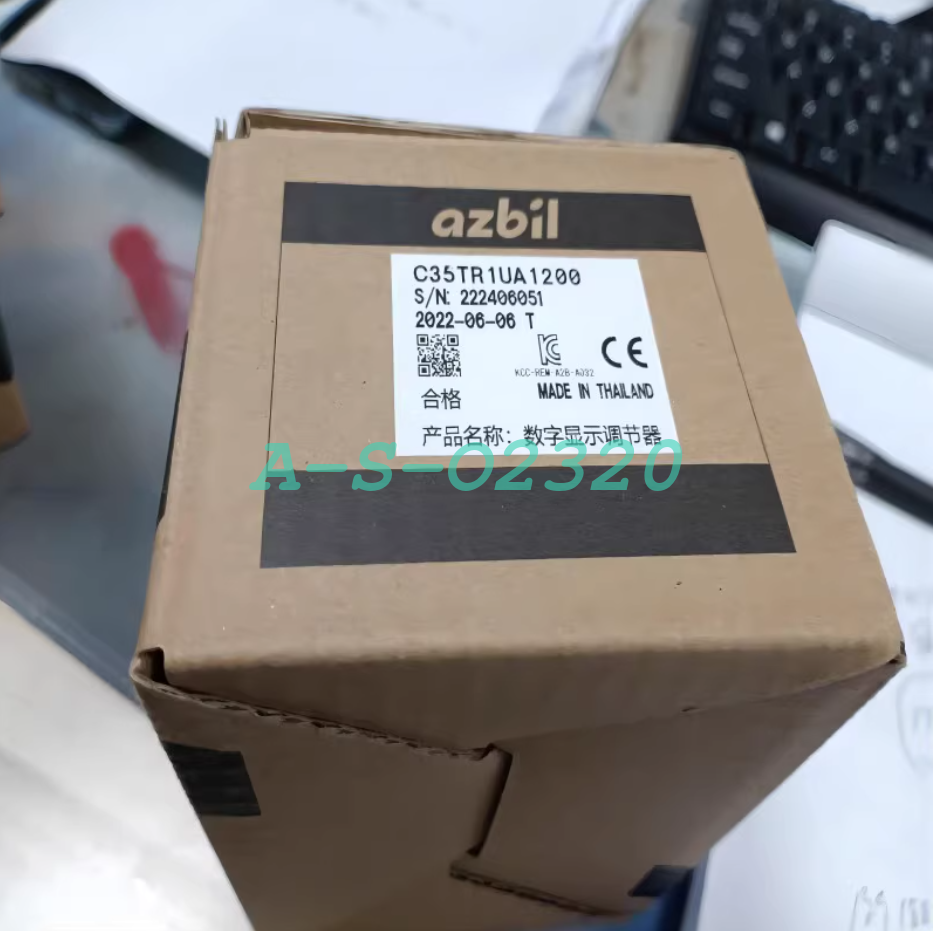 azbil
C35TR1UA1200
S/N: 222406051
2022-06-06 T
KCC-REM-A2B-A032
合格
MADE IN THAILAND
产品名称：数字显示调节器
A-S-02320